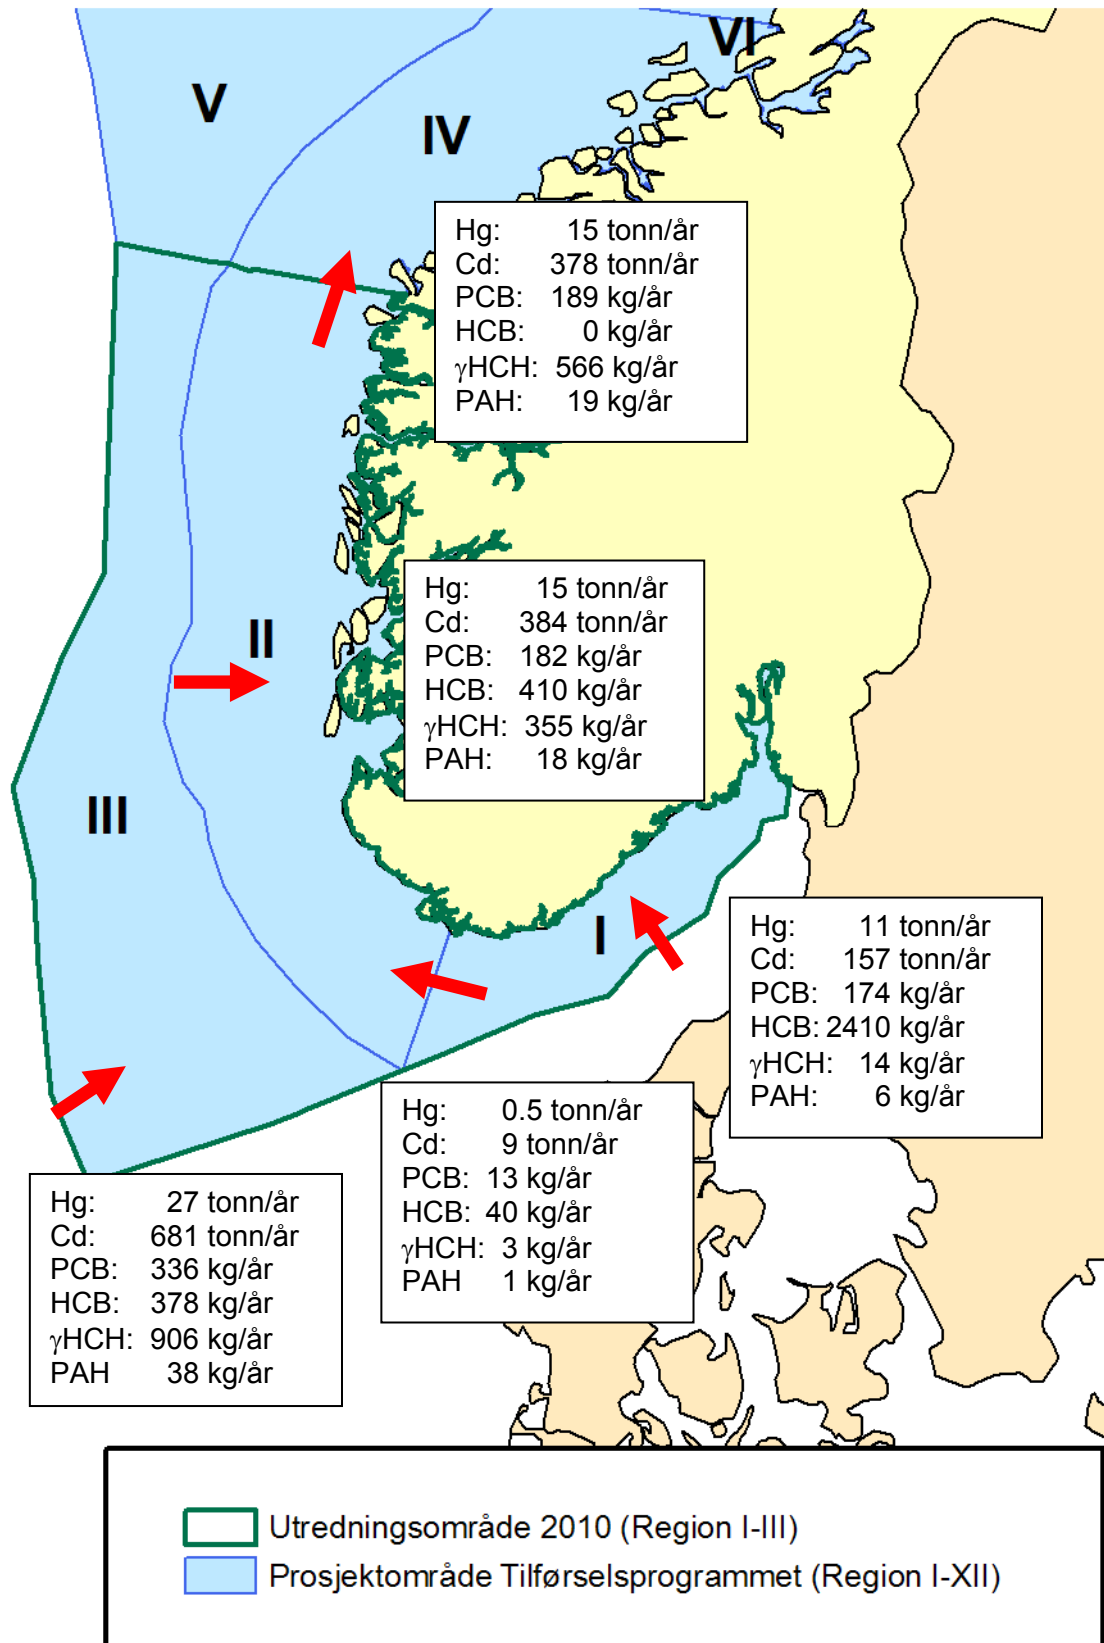 VI
V
IV
Hg: 15 tonn/år
Cd: 378 tonn/år
PCB: 189 kg/år
HCB: 0 kg/år
γHCH: 566 kg/år
PAH: 19 kg/år
II
Hg: 15 tonn/år
Cd: 384 tonn/år
PCB: 182 kg/år
HCB: 410 kg/år
γHCH: 355 kg/år
PAH: 18 kg/år
III
I
Hg: 11 tonn/år
Cd: 157 tonn/år
PCB: 174 kg/år
HCB: 2410 kg/år
γHCH: 14 kg/år
PAH: 6 kg/år
Hg: 0.5 tonn/år
Cd: 9 tonn/år
PCB: 13 kg/år
HCB: 40 kg/år
γHCH: 3 kg/år
PAH 1 kg/år
Hg: 27 tonn/år
Cd: 681 tonn/år
PCB: 336 kg/år
HCB: 378 kg/år
γHCH: 906 kg/år
PAH 38 kg/år
Utredningsområde 2010 (Region I-III)
Prosjektområde Tilførselsprogrammet (Region I-XII)